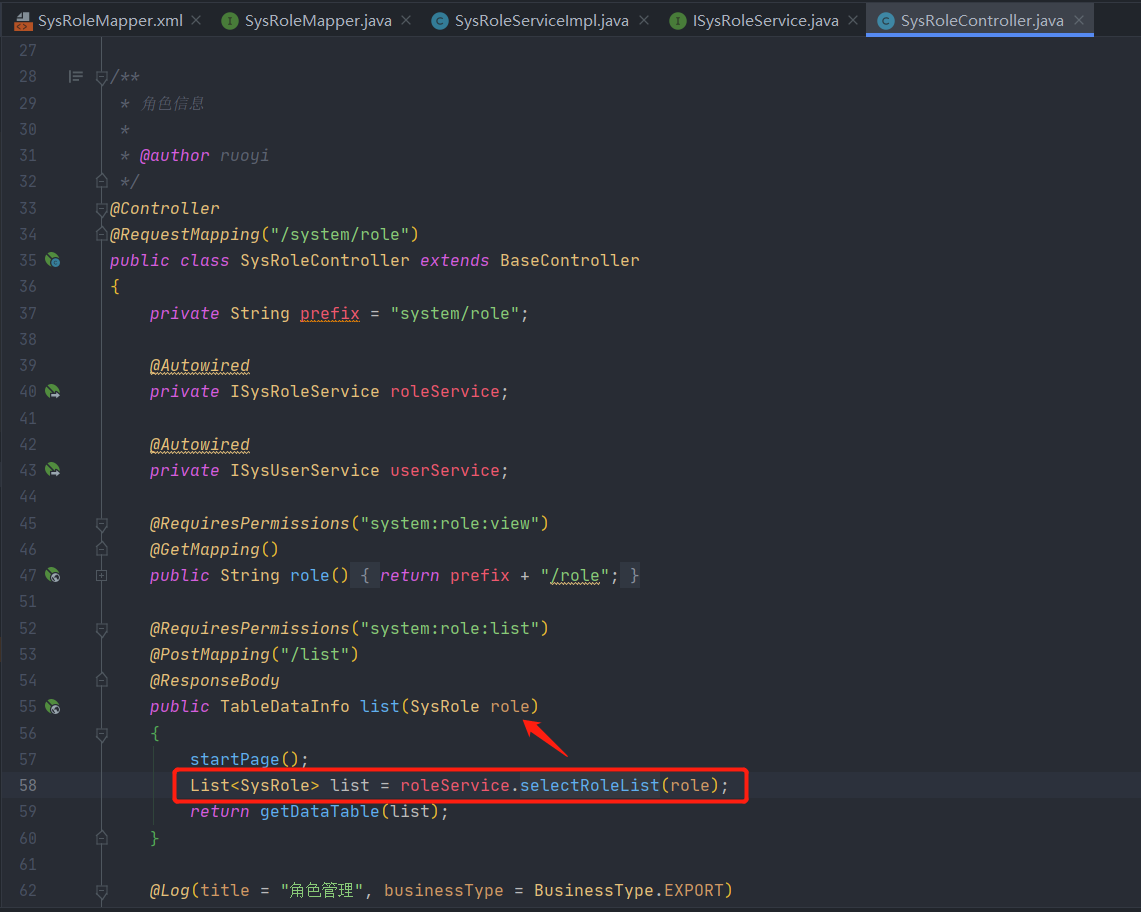 SysRoleMapper.xml × SysRoleMapper.java × SysRoleServiceImpl.java × ISysRoleService.java × SysRoleController.java ×
27
28 /**
29 * 角色信息
30 *
31 * @author ruoyi
32 */
33 @Controller
34 @RequestMapping("/system/role")
35 public class SysRoleController extends BaseController
36 {
37 private String prefix = "system/role";
38
39 @Autowired
40 private ISysRoleService roleService;
41
42 @Autowired
43 private ISysUserService userService;
44
45 @RequiresPermissions("system:role:view")
46 @GetMapping()
47 public String role() { return prefix + "/role"; }
51
52 @RequiresPermissions("system:role:list")
53 @PostMapping("/list")
54 @ResponseBody
55 public TableDataInfo list(SysRole role)
56 {
57 startPage();
58 List<SysRole> list = roleService.selectRoleList(role);
59 return getDataTable(list);
60 }
61
62 @Log(title = "角色管理", businessType = BusinessType.EXPORT)